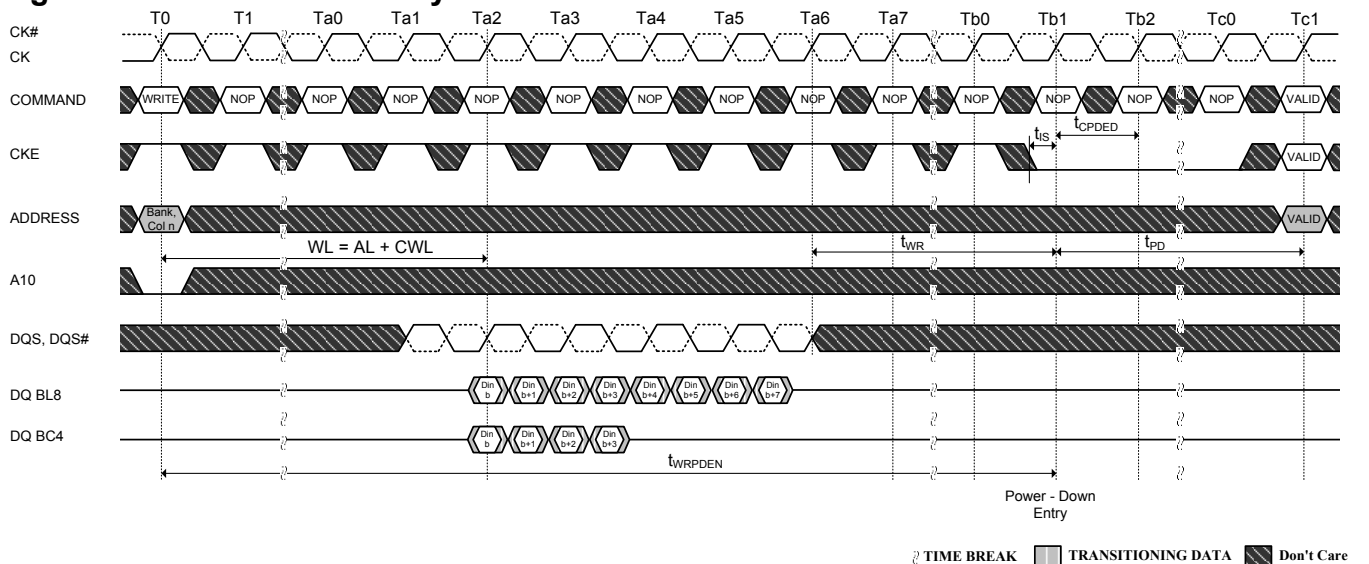 T0 T1 Ta0 Ta1 Ta2 Ta3 Ta4 Ta5 Ta6 Ta7 Tb0 Tb1 Tb2 Tc0 Tc1
CK#
CK
COMMAND WRITE NOP NOP NOP NOP NOP NOP NOP NOP NOP NOP NOP NOP NOP VALID
tIS tCPDED
CKE VALID
ADDRESS Bank, Col n VALID
WL = AL + CWL tWR tPD
A10
DQS, DQS#
DQ BL8 Din b Din b+1 Din b+2 Din b+3 Din b+4 Din b+5 Din b+6 Din b+7
DQ BC4 Din b Din b+1 Din b+2 Din b+3
tWRPDEN
Power - Down
Entry
TIME BREAK TRANSITIONING DATA Don't Care